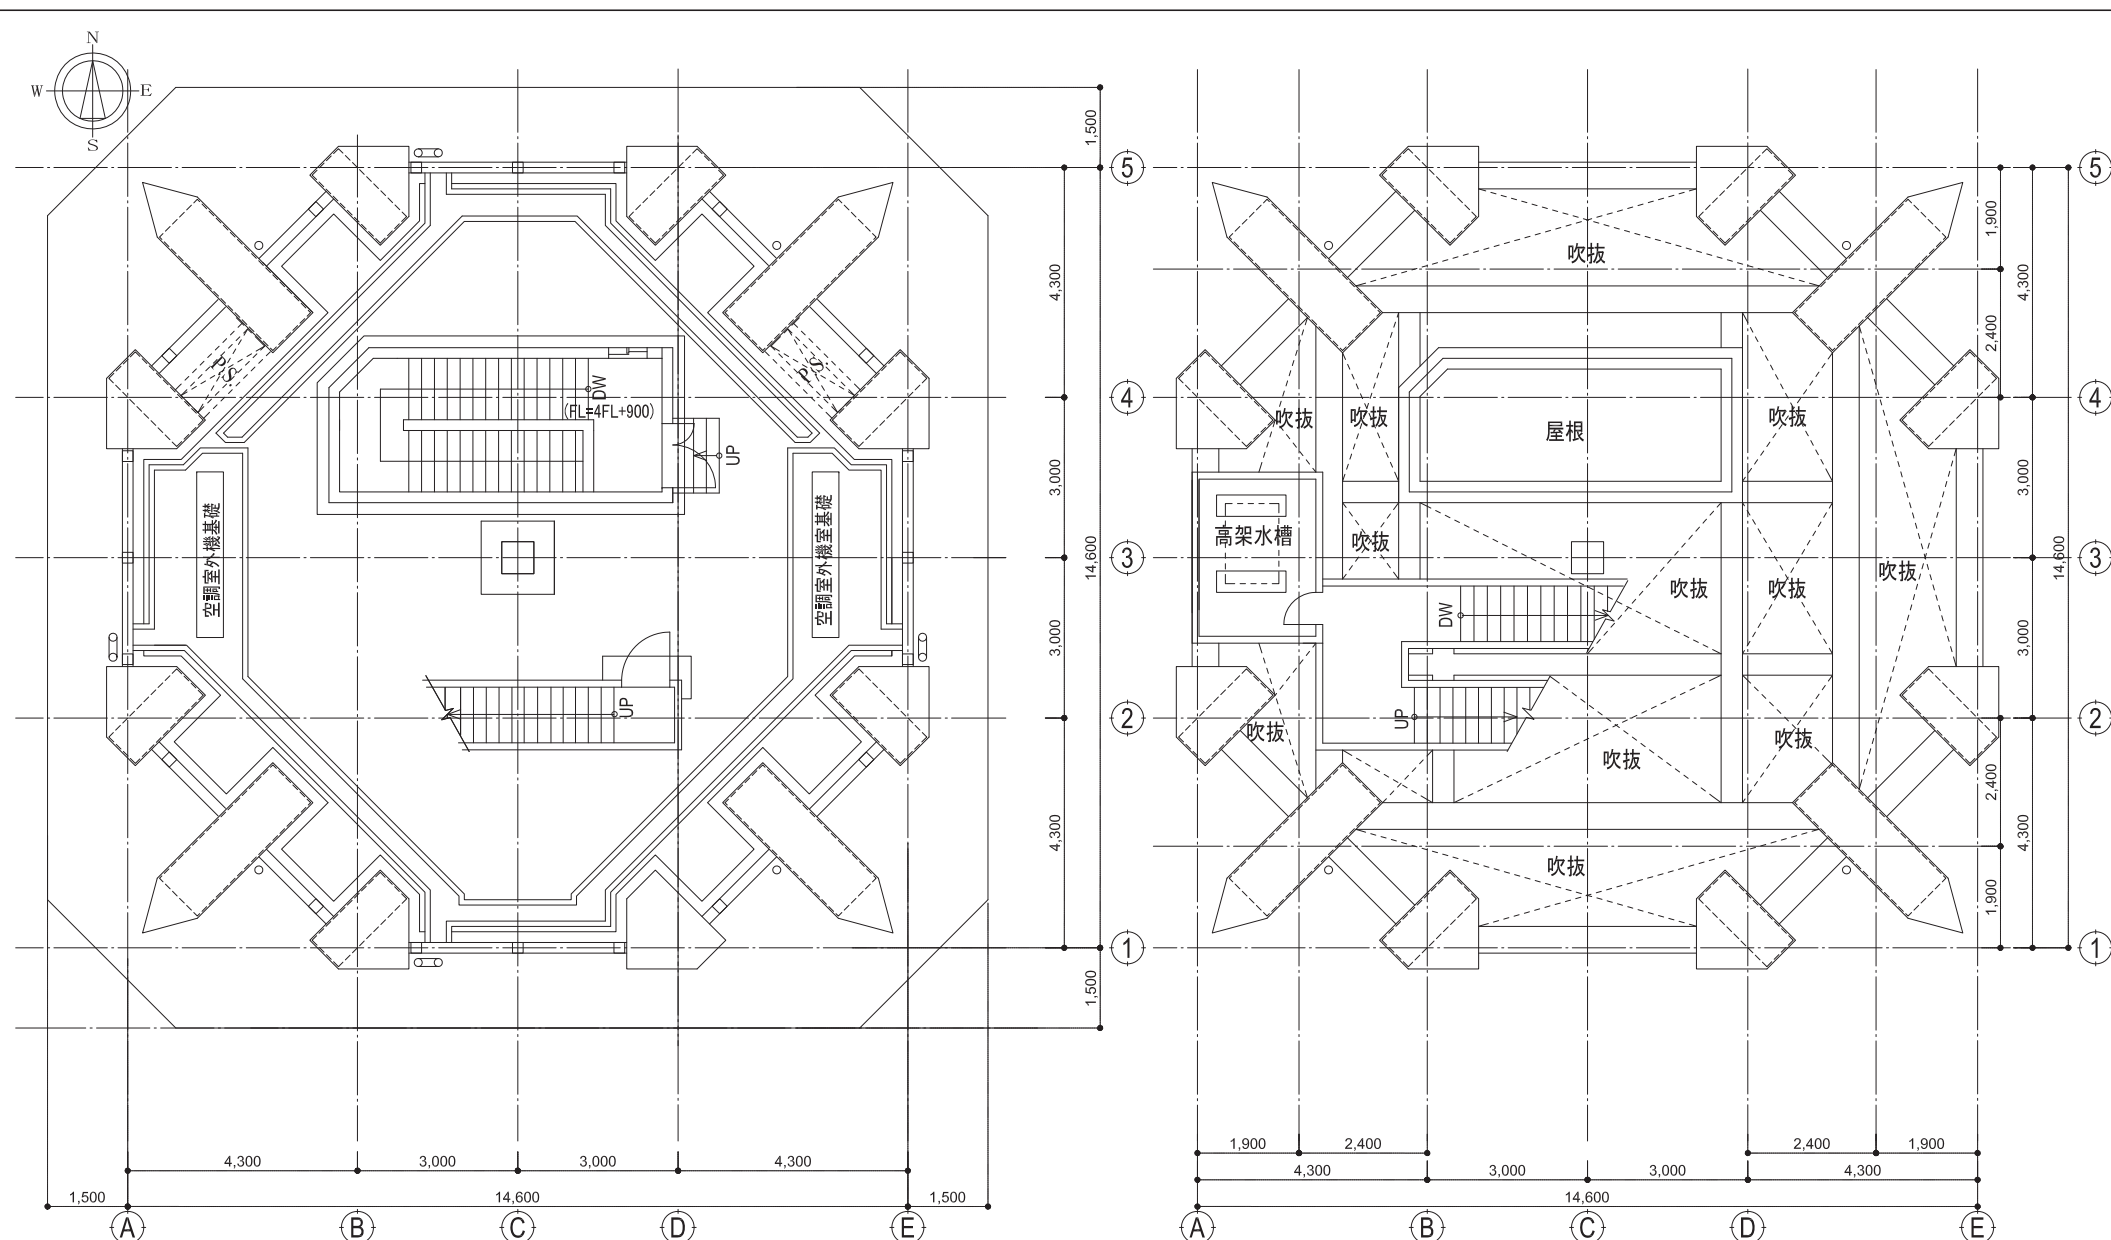 N
W E
S
1,500
5 5
1,900
吹抜
4,300 4,300
2,400
P.S. P.S.
DW
(FL=4FL+900)
4 4
吹抜 吹抜 吹抜
屋根
UP
3,000 3,000
空調室外機基礎 空調室外機室基礎
高架水槽
吹抜
14,600 3 3 14,600
吹抜
吹抜 吹抜
DW
3,000 3,000
UP
UP
2 2
吹抜 吹抜
吹抜
2,400
4,300 4,300
吹抜
1,900
1 1
1,500
1,900 2,400 2,400 1,900
4,300 3,000 3,000 4,300
4,300 3,000 3,000 4,300
1,500 14,600 1,500
14,600
A B C D E
A B C D E